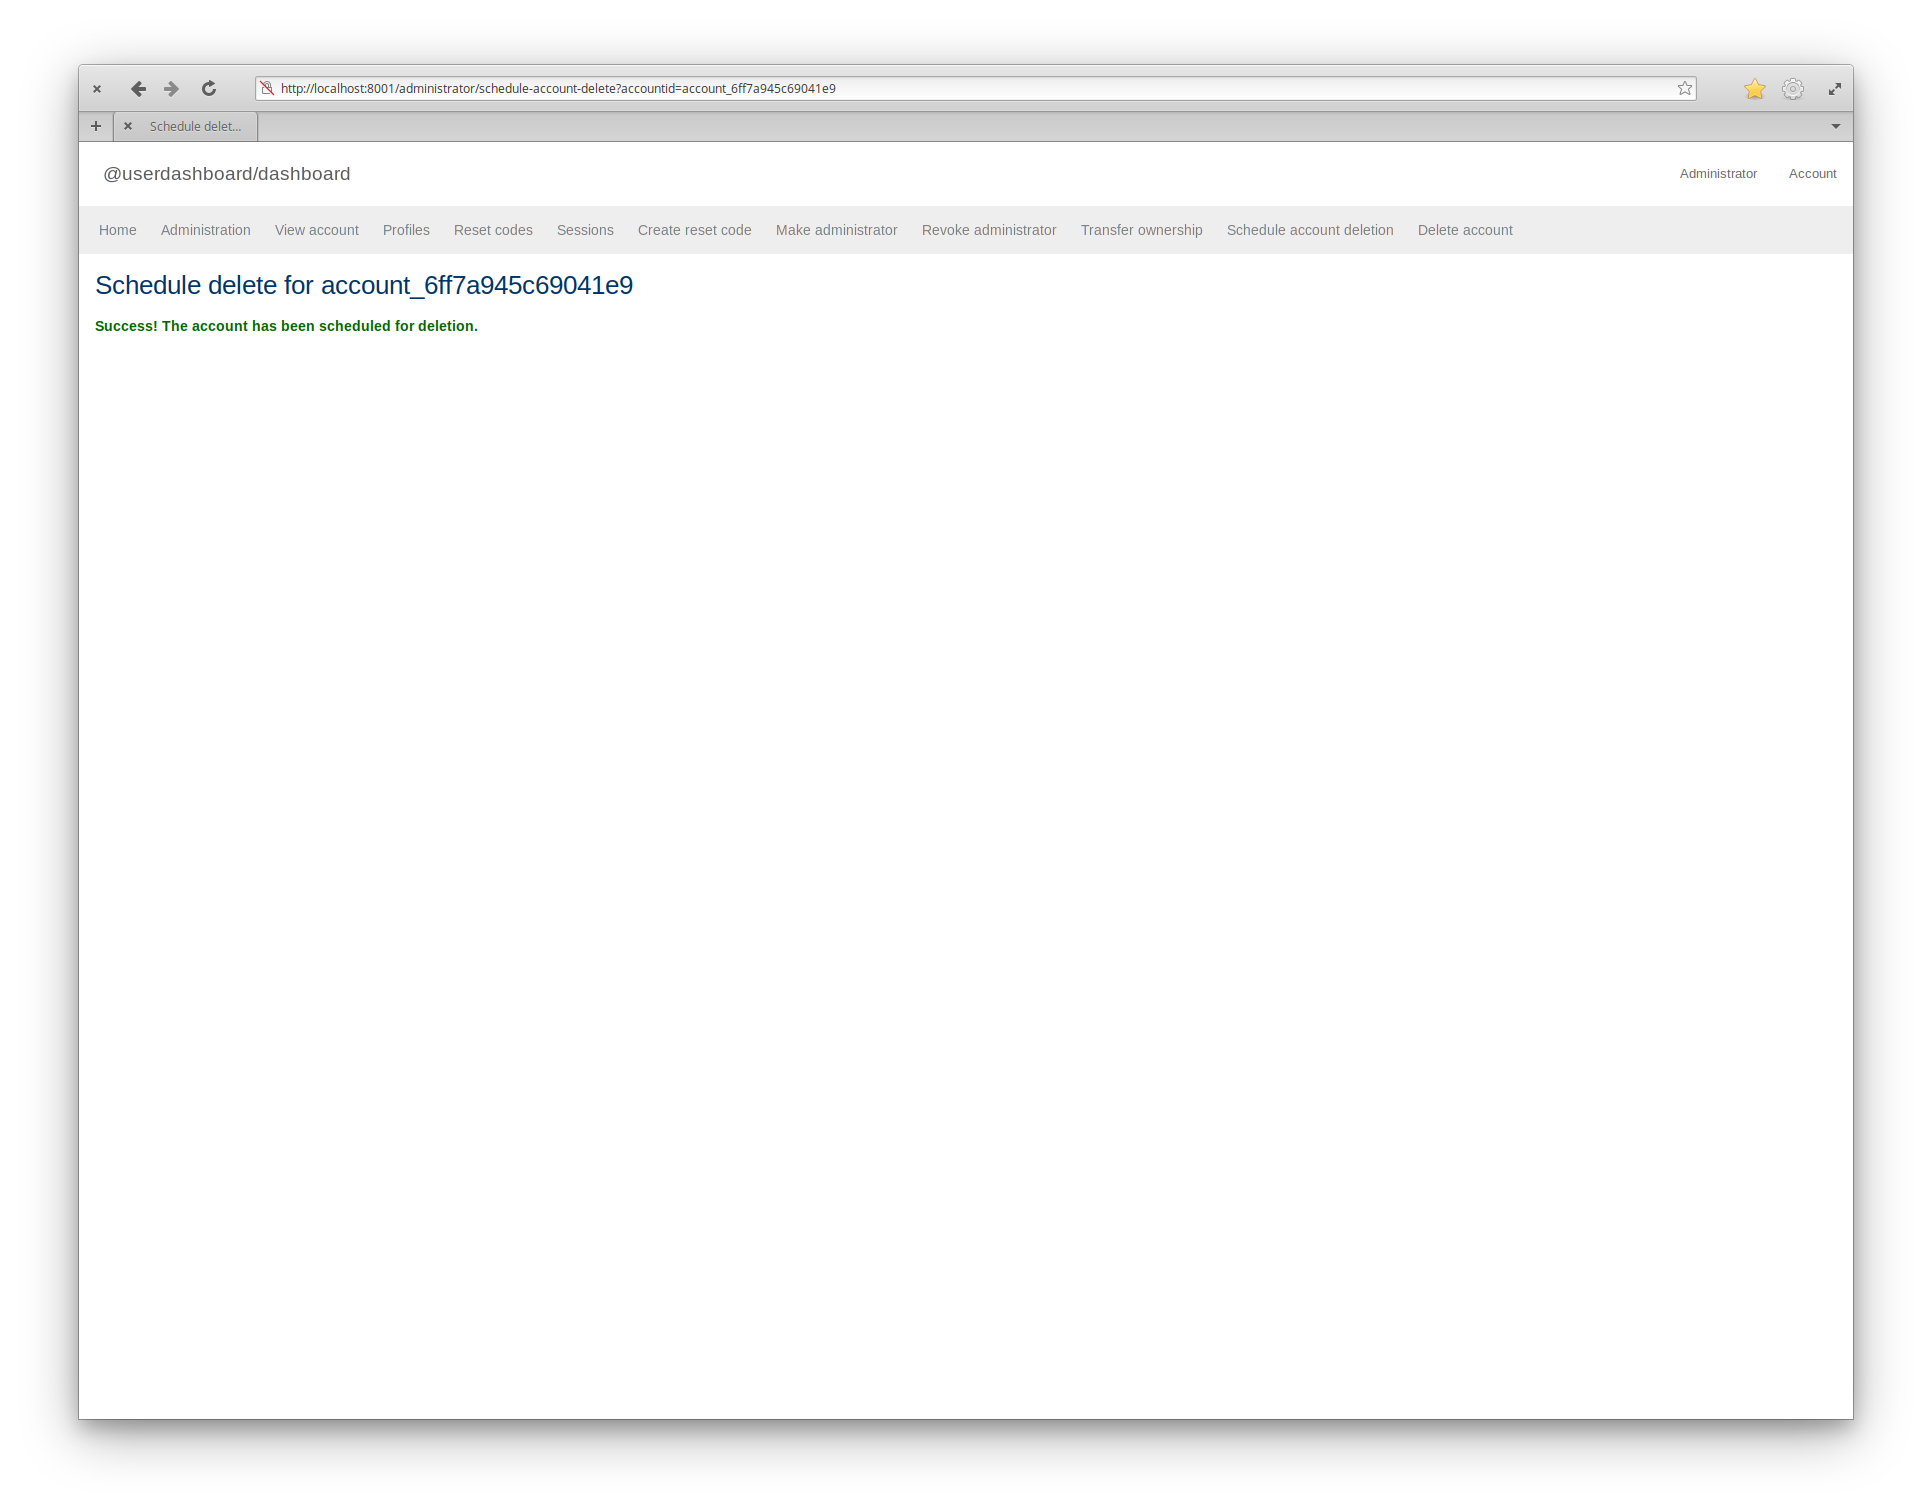 http://localhost:8001/administrator/schedule-account-delete?accountid=account_6ff7a945c69041e9
Schedule delet...
@userdashboard/dashboard Administrator Account
Home Administration View account Profiles Reset codes Sessions Create reset code Make administrator Revoke administrator Transfer ownership Schedule account deletion Delete account
Schedule delete for account_6ff7a945c69041e9
Success! The account has been scheduled for deletion.